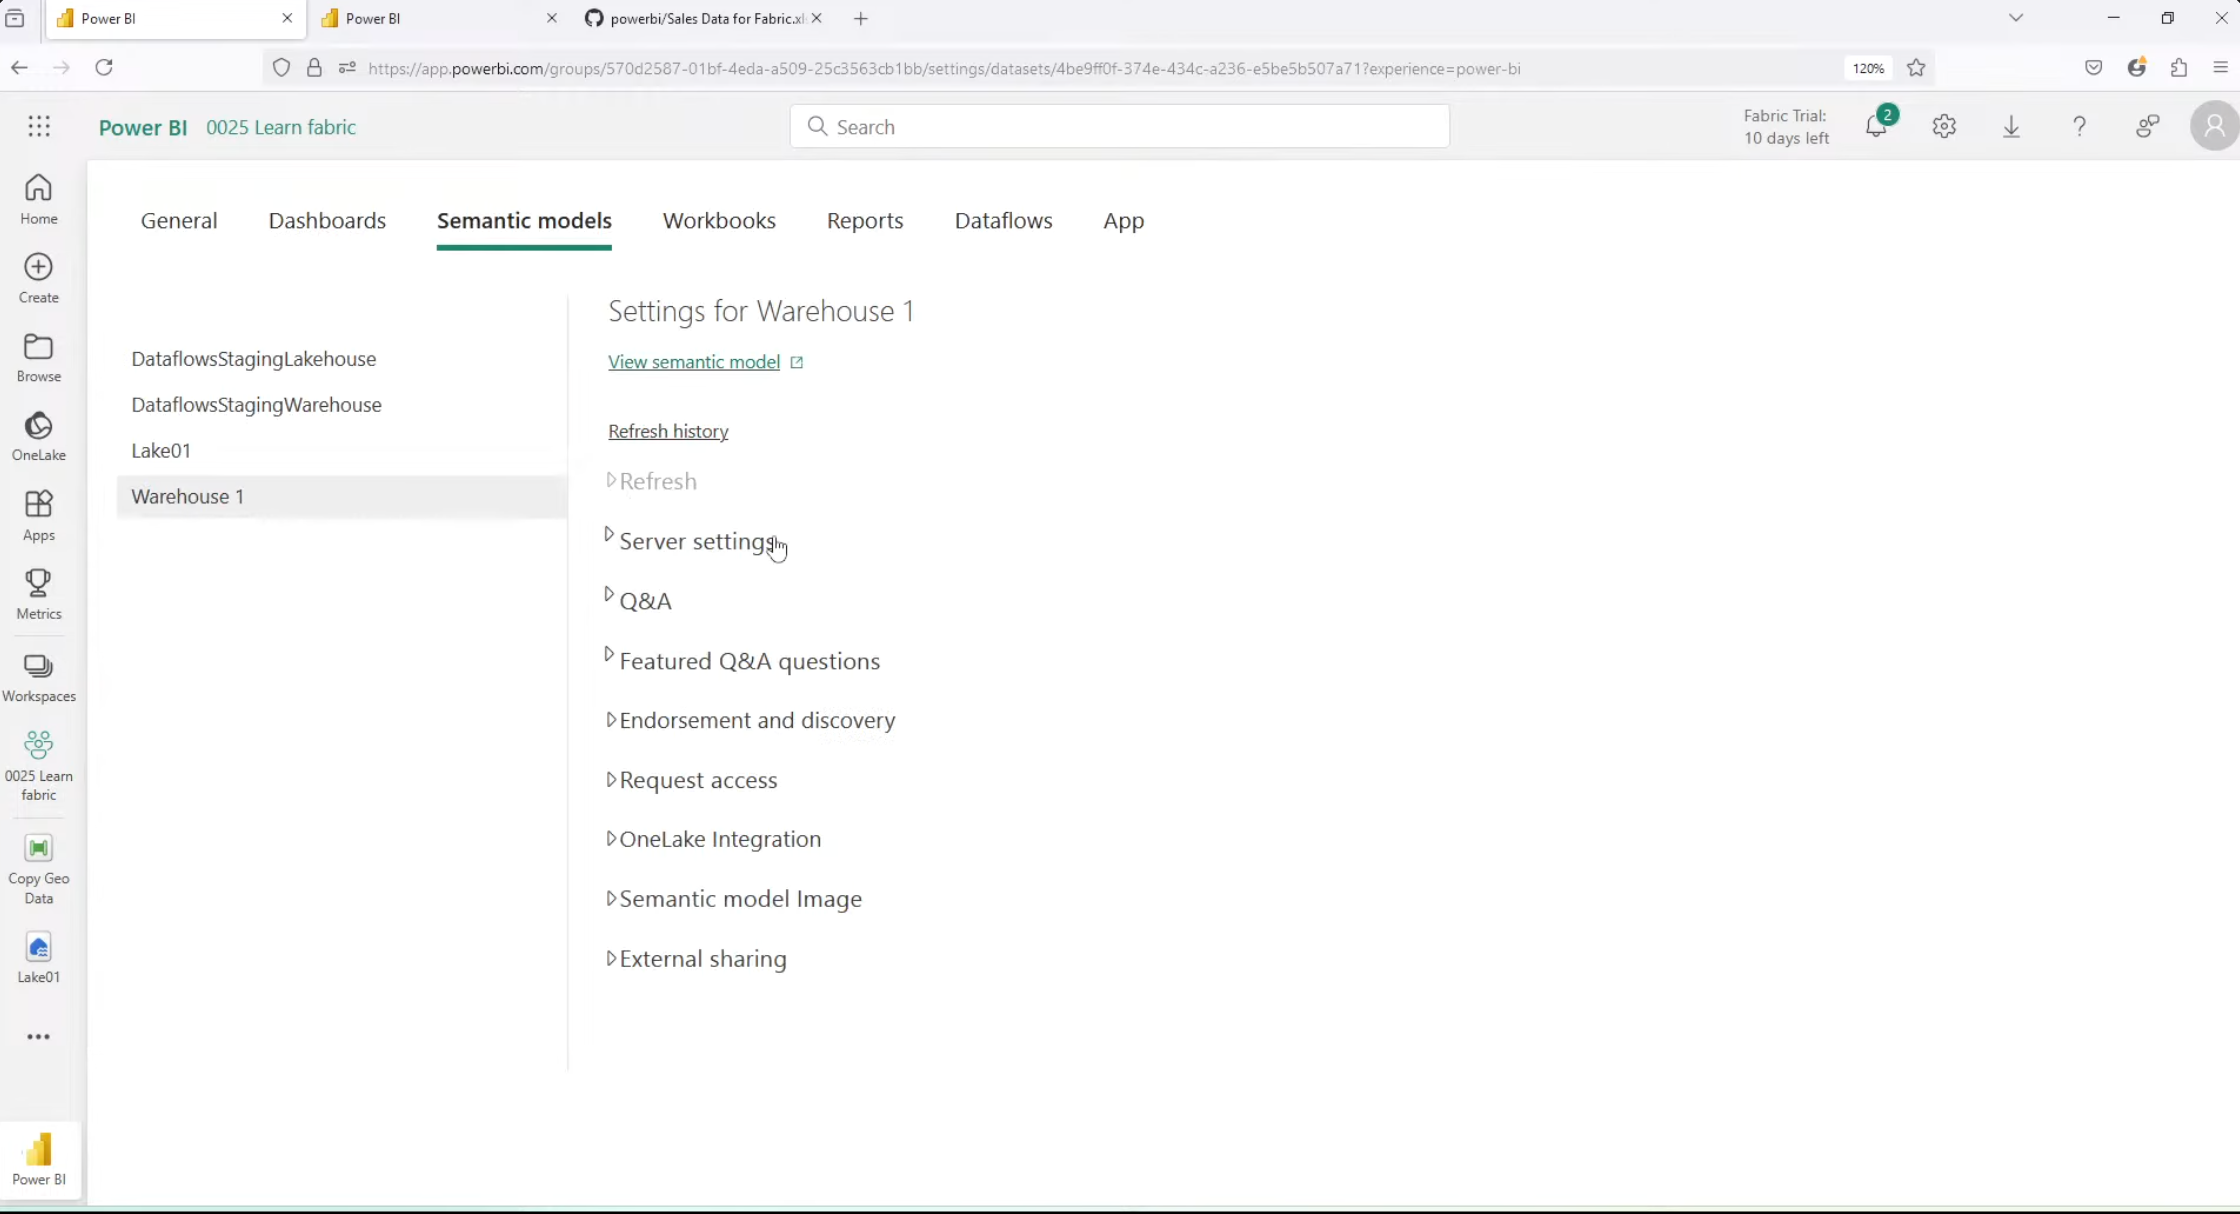 Power BI
Power BI
powerbi/Sales Data for Fabric.xl
https://app.powerbi.com/groups/570d2587-01bf-4eda-a509-25c3563cb1bb/settings/datasets/4be9ff0f-374e-434c-a236-e5be5b507a71?experience=power-bi
120%
Power BI 0025 Learn fabric
Search
Fabric Trial:
10 days left
2
Home
Create
Browse
OneLake
Apps
Metrics
Workspaces
0025 Learn
fabric
Copy Geo
Data
Lake01
Power BI
General Dashboards Semantic models Workbooks Reports Dataflows App
DataflowsStagingLakehouse
DataflowsStagingWarehouse
Lake01
Warehouse 1
Settings for Warehouse 1
View semantic model
Refresh history
Refresh
Server settings
Q&A
Featured Q&A questions
Endorsement and discovery
Request access
OneLake Integration
Semantic model Image
External sharing